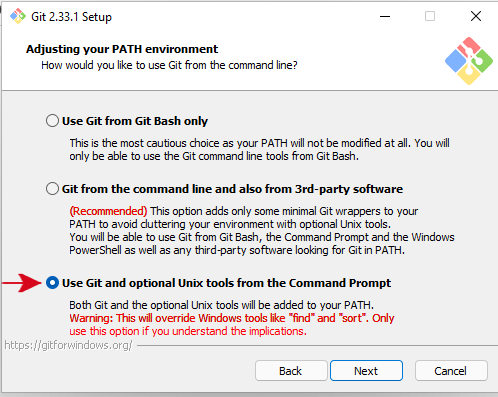 Git 2.33.1 Setup
Adjusting your PATH environment
How would you like to use Git from the command line?
Use Git from Git Bash only
This is the most cautious choice as your PATH will not be modified at all. You will
only be able to use the Git command line tools from Git Bash.
Git from the command line and also from 3rd-party software
(Recommended) This option adds only some minimal Git wrappers to your
PATH to avoid cluttering your environment with optional Unix tools.
You will be able to use Git from Git Bash, the Command Prompt and the Windows
PowerShell as well as any third-party software looking for Git in PATH.
Use Git and optional Unix tools from the Command Prompt
Both Git and the optional Unix tools will be added to your PATH.
Warning: This will override Windows tools like "find" and "sort". Only
use this option if you understand the implications.
https://gitforwindows.org/
Back
Next
Cancel